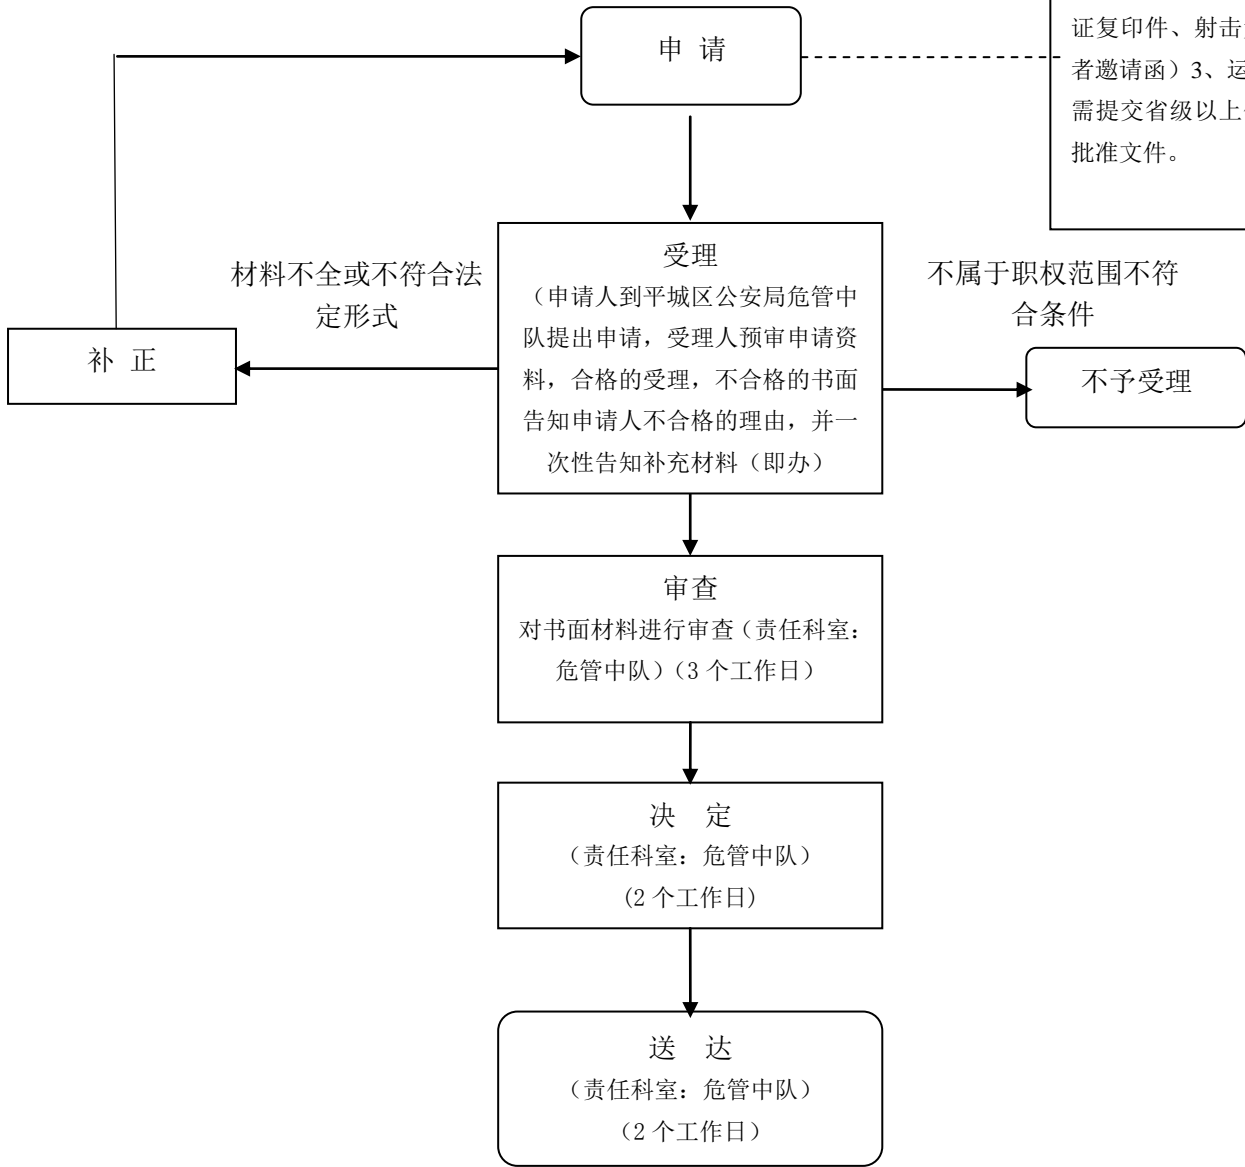 申 请
证复印件、射击
者邀请函）3、运
需提交省级以上
批准文件。
受理
（申请人到平城区公安局危管中
队提出申请，受理人预审申请资
料，合格的受理，不合格的书面
告知申请人不合格的理由，并一
次性告知补充材料（即办）
材料不全或不符合法
定形式
补 正
不属于职权范围不符
合条件
不予受理
审查
对书面材料进行审查（责任科室：
危管中队）（3 个工作日）
决 定
（责任科室：危管中队）
(2 个工作日)
送 达
（责任科室：危管中队）
（2 个工作日）